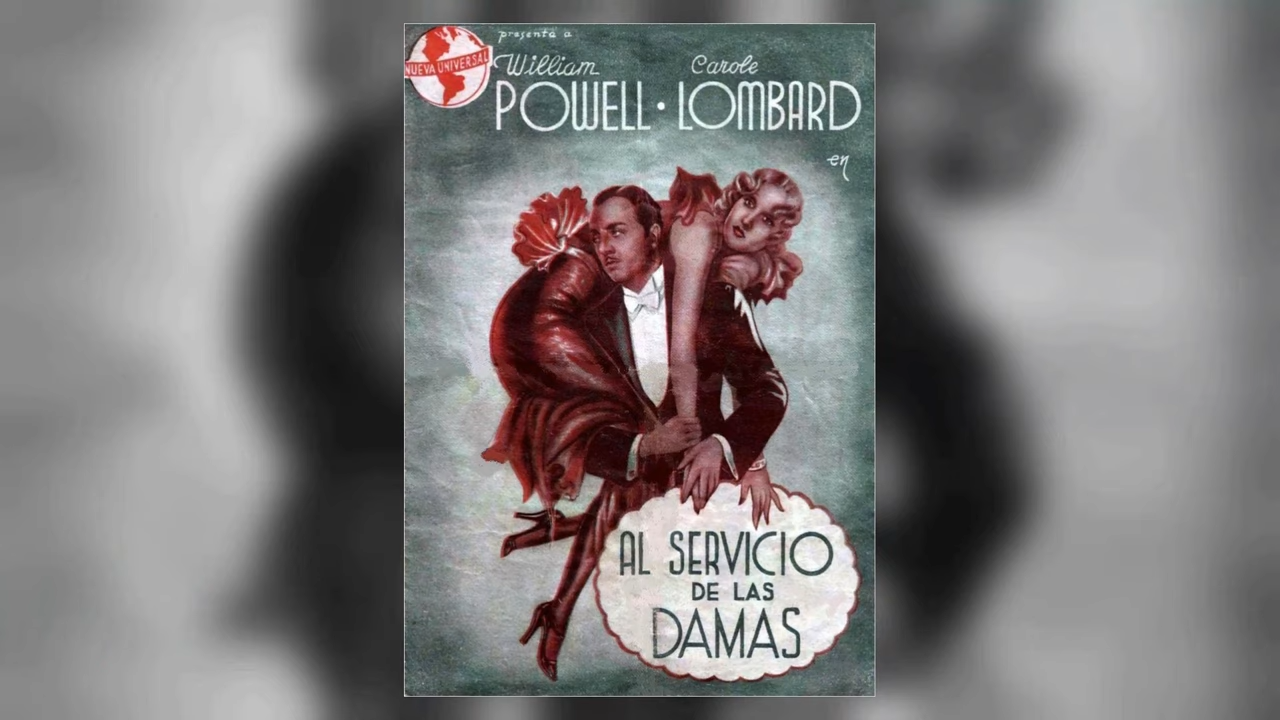 NUEVA UNIVERSAL
presenta a
William Carole
POWELL · LOMBARD
en
AL SERVICIO
DE LAS
DAMAS